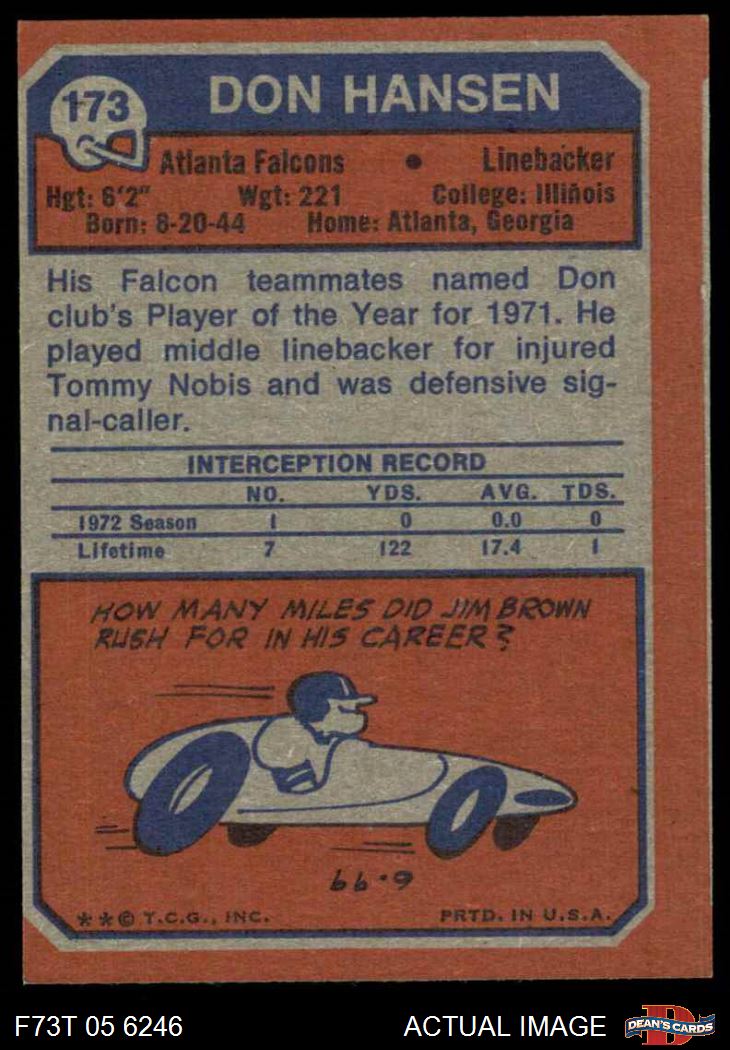 173
DON HANSEN
Atlanta Falcons • Linebacker
Hgt: 6'2" Wgt: 221 College: Illinois
Born: 8-20-44 Home: Atlanta, Georgia
His Falcon teammates named Don
club's Player of the Year for 1971. He
played middle linebacker for injured
Tommy Nobis and was defensive sig-
nal-caller.
INTERCEPTION RECORD
NO. YDS. AVG. TDS.
1972 Season 1 0 0.0 0
Lifetime 7 122 17.4 1
HOW MANY MILES DID JIM BROWN
RUSH FOR IN HIS CAREER?
66.9
**© T.C.G., INC. PRTD. IN U.S.A.
F73T 05 6246 ACTUAL IMAGE
D
DEAN'S CARDS